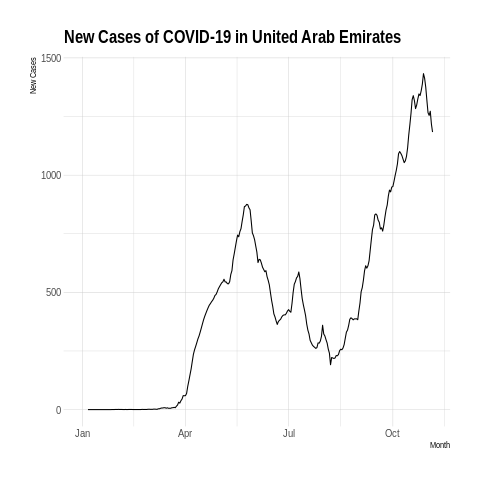 New Cases of COVID-19 in United Arab Emirates
New Cases
1500
1000
500
0
Jan Apr Jul Oct
Month